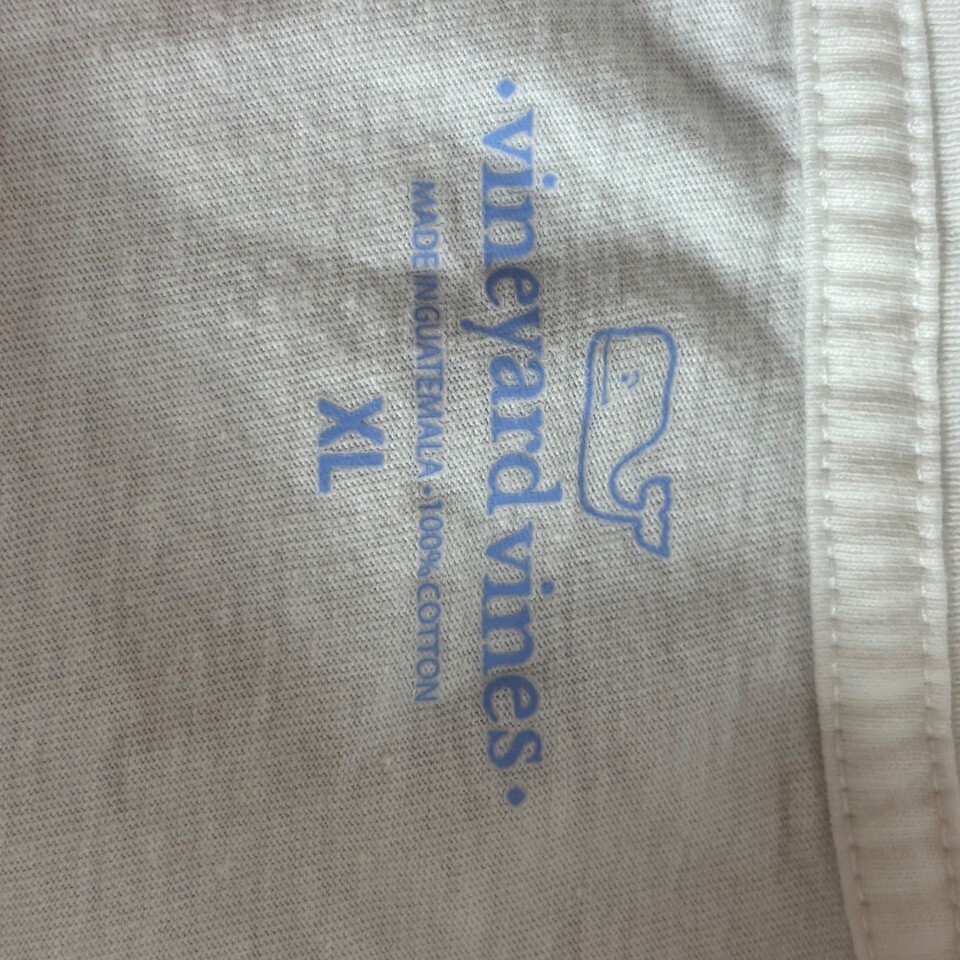 vineyard vines
MADE IN GUATEMALA • 100% COTTON
XL